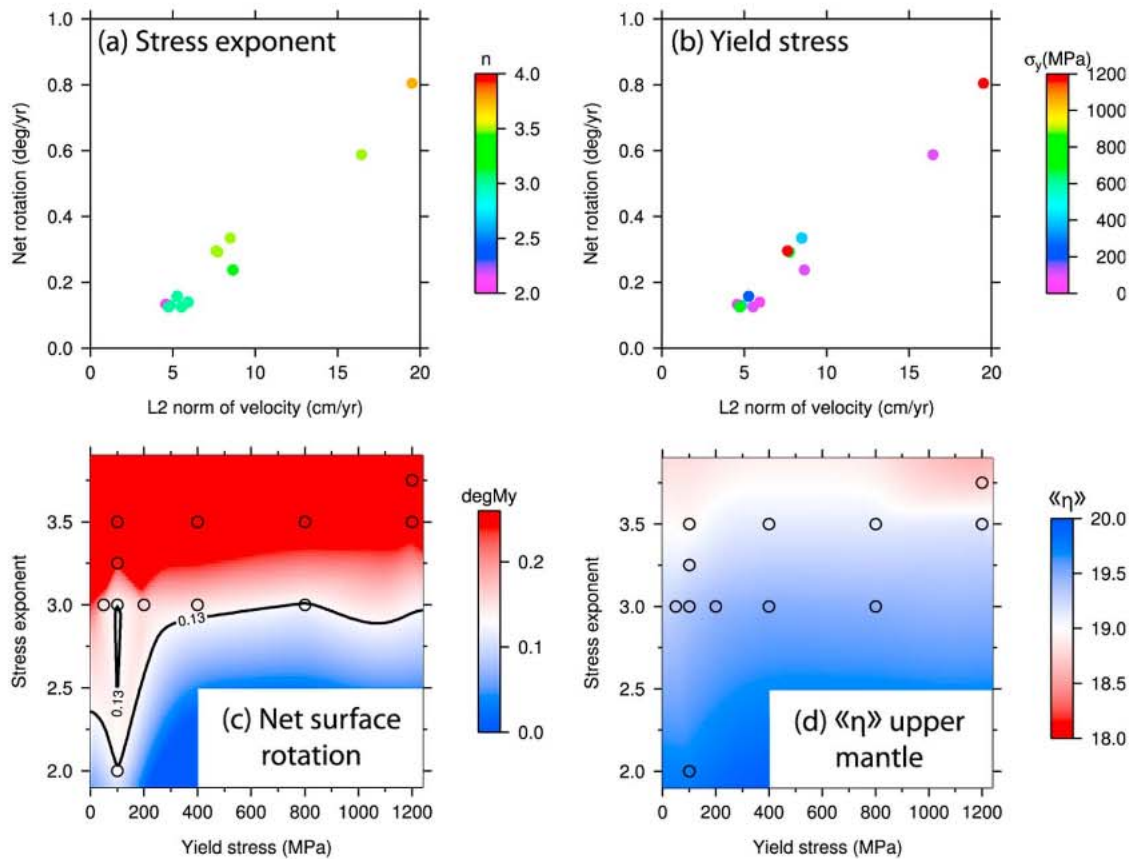 (a) Stress exponent
n
4.0
3.5
3.0
2.5
2.0
1.0
0.8
0.6
0.4
0.2
0.0
Net rotation (deg/yr)
0 5 10 15 20
L2 norm of velocity (cm/yr)
(b) Yield stress
σy(MPa)
1200
1000
800
600
400
200
0
1.0
0.8
0.6
0.4
0.2
0.0
Net rotation (deg/yr)
0 5 10 15 20
L2 norm of velocity (cm/yr)
degMy
0.2
0.1
0.0
3.5
3.0
2.5
2.0
Stress exponent
0.13
0.13
(c) Net surface
rotation
0 200 400 600 800 1000 1200
Yield stress (MPa)
«η»
20.0
19.5
19.0
18.5
18.0
3.5
3.0
2.5
2.0
Stress exponent
(d) «η» upper
mantle
0 200 400 600 800 1000 1200
Yield stress (MPa)